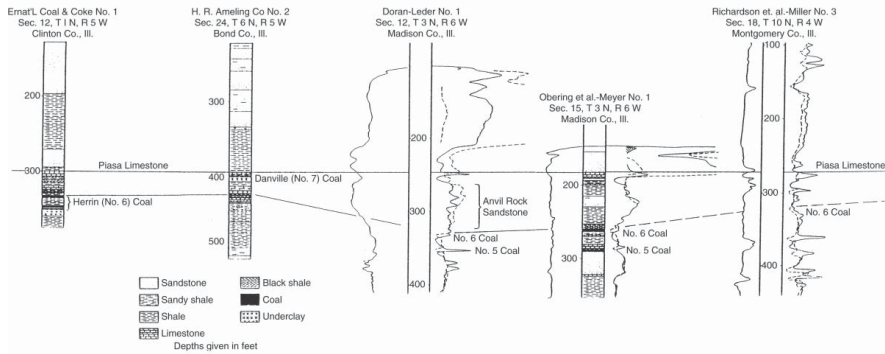 Ernat'L Coal & Coke No. 1
Sec. 12, T I N, R 5 W
Clinton Co., Ill.
H. R. Ameling Co No. 2
Sec. 24, T 6 N, R 5 W
Bond Co., Ill.
Doran-Leder No. 1
Sec. 12, T 3 N, R 6 W
Madison Co., Ill.
Obering et al.-Meyer No. 1
Sec. 15, T 3 N, R 6 W
Madison Co., Ill.
Richardson et. al.-Miller No. 3
Sec. 18, T 10 N, R 4 W
Montgomery Co., Ill.
200
300
300
400
500
200
300
400
200
300
100
200
300
400
Piasa Limestone
Piasa Limestone
Danville (No. 7) Coal
Herrin (No. 6) Coal
Anvil Rock
Sandstone
No. 6 Coal
No. 5 Coal
No. 6 Coal
No. 5 Coal
No. 6 Coal
Sandstone
Sandy shale
Shale
Limestone
Black shale
Coal
Underclay
Depths given in feet